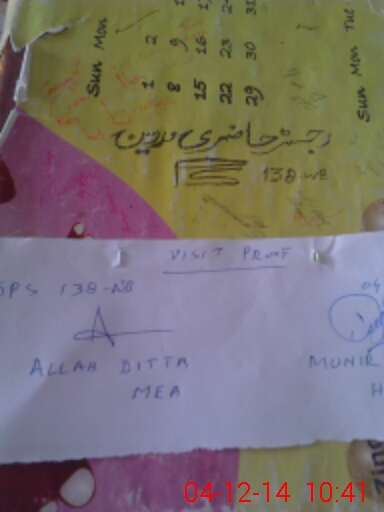 Sun Mon
1 2
8 9
15 16
22 23
29 30 31
Sun Mon Tue
رجسٹر حاضری مدرسین
138-WB
VISIT PROOF
GPS 138-WB
ALLAH DITTA
MEA
MUNIR
H
04-12-14 10:41